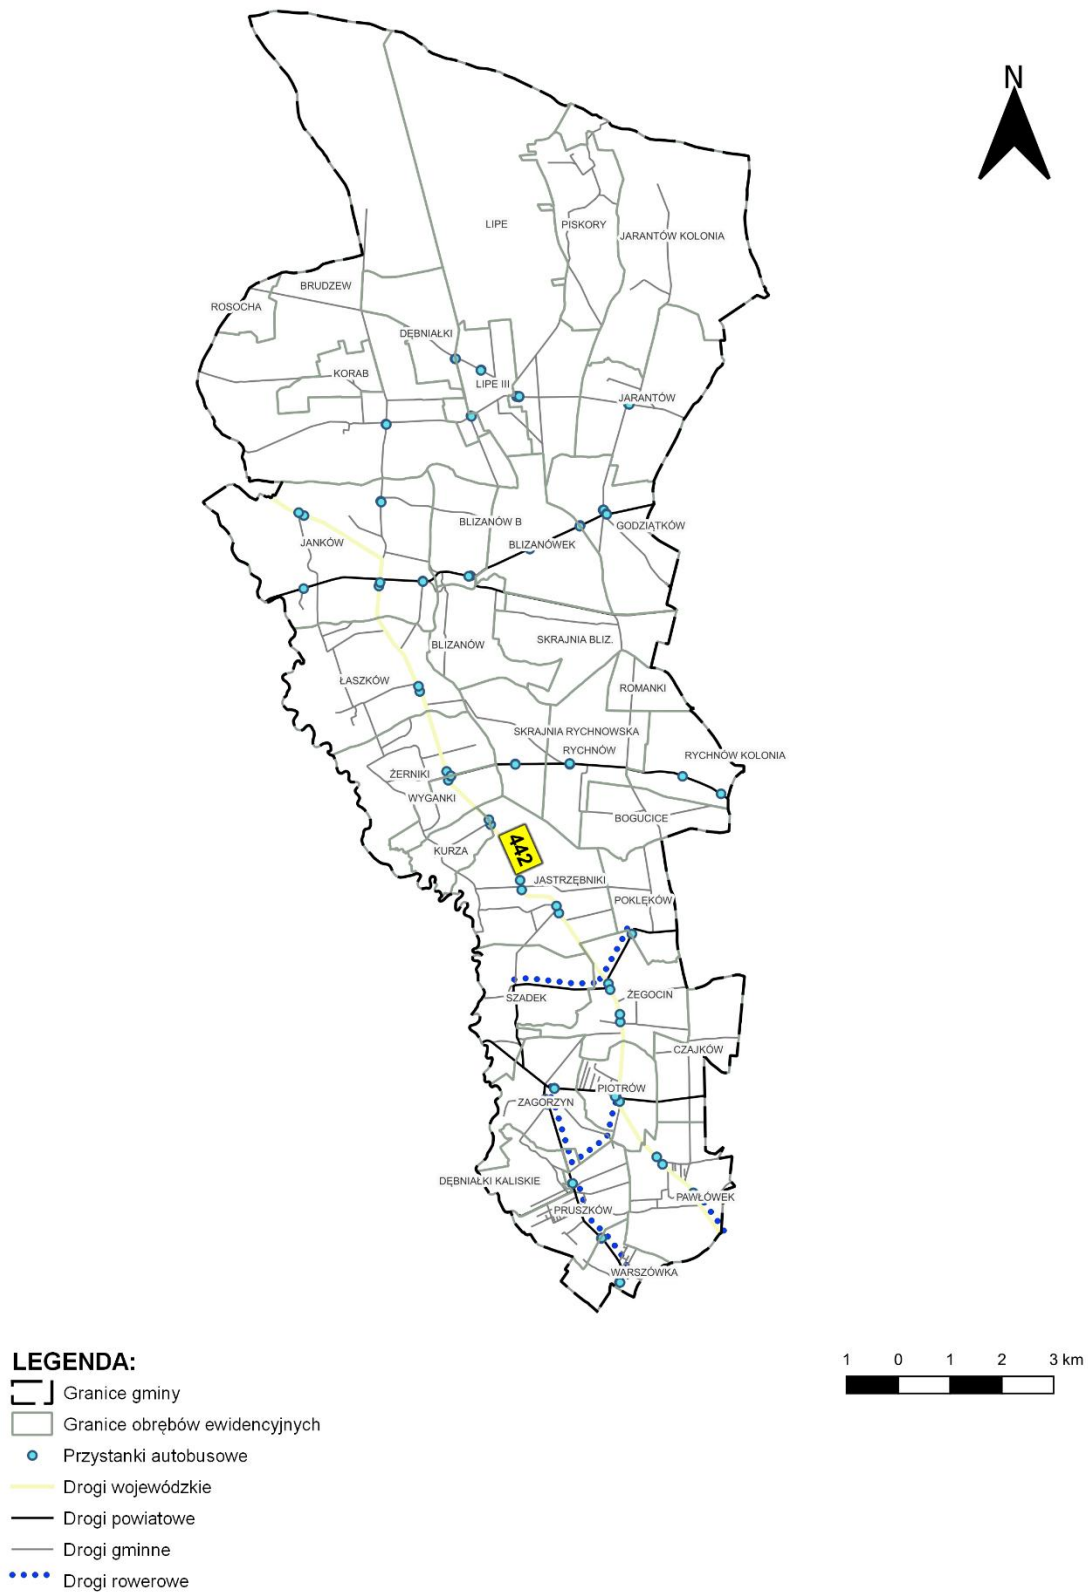 N
LIPE
PISKORY
JARANTÓW KOLONIA
BRUDZEW
ROSOCHA
DĘBNIAŁKI
KORAB
LIPE III
JARANTÓW
BLIZANÓW B
GODZIĄTKÓW
JANKÓW
BLIZANÓWEK
SKRAJNIA BLIZ.
BLIZANÓW
ŁASZKÓW
ROMANKI
SKRAJNIA RYCHNOWSKA
RYCHNÓW
RYCHNÓW KOLONIA
ŻERNIKI
WYGANKI
BOGUCICE
442
KURZA
JASTRZĘBNIKI
POKLĘKÓW
SZADEK
ŻEGOCIN
CZAJKÓW
PIOTRÓW
ZAGORZYN
DĘBNIAŁKI KALISKIE
PAWŁÓWEK
PRUSZKÓW
WARSZÓWKA
LEGENDA:
Granice gminy
Granice obrębów ewidencyjnych
Przystanki autobusowe
Drogi wojewódzkie
Drogi powiatowe
Drogi gminne
Drogi rowerowe
1 0 1 2 3 km